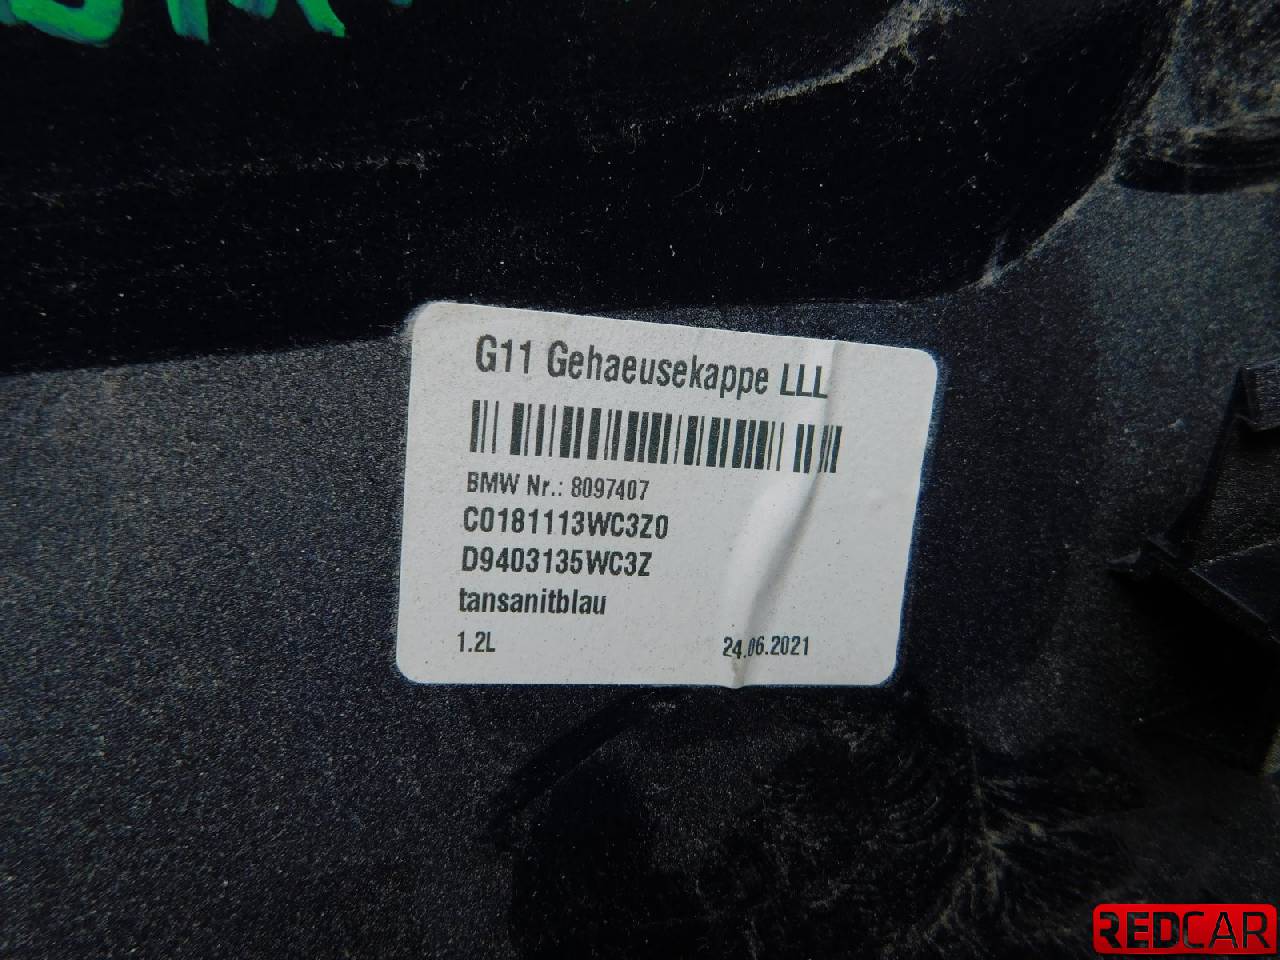 G11 Gehaeusekappe LLL
BMW Nr.: 8097407
C0181113WC3Z0
D9403135WC3Z
tansanitblau
1.2L 24.06.2021
REDCAR